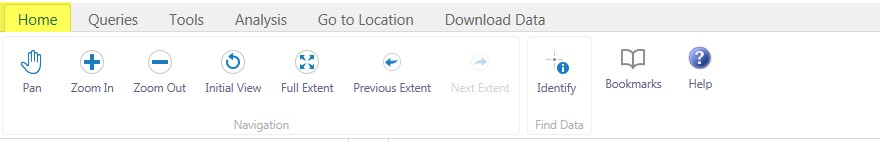 Home Queries Tools Analysis Go to Location Download Data
Pan Zoom In Zoom Out Initial View Full Extent Previous Extent Next Extent Identify Bookmarks Help
Navigation Find Data